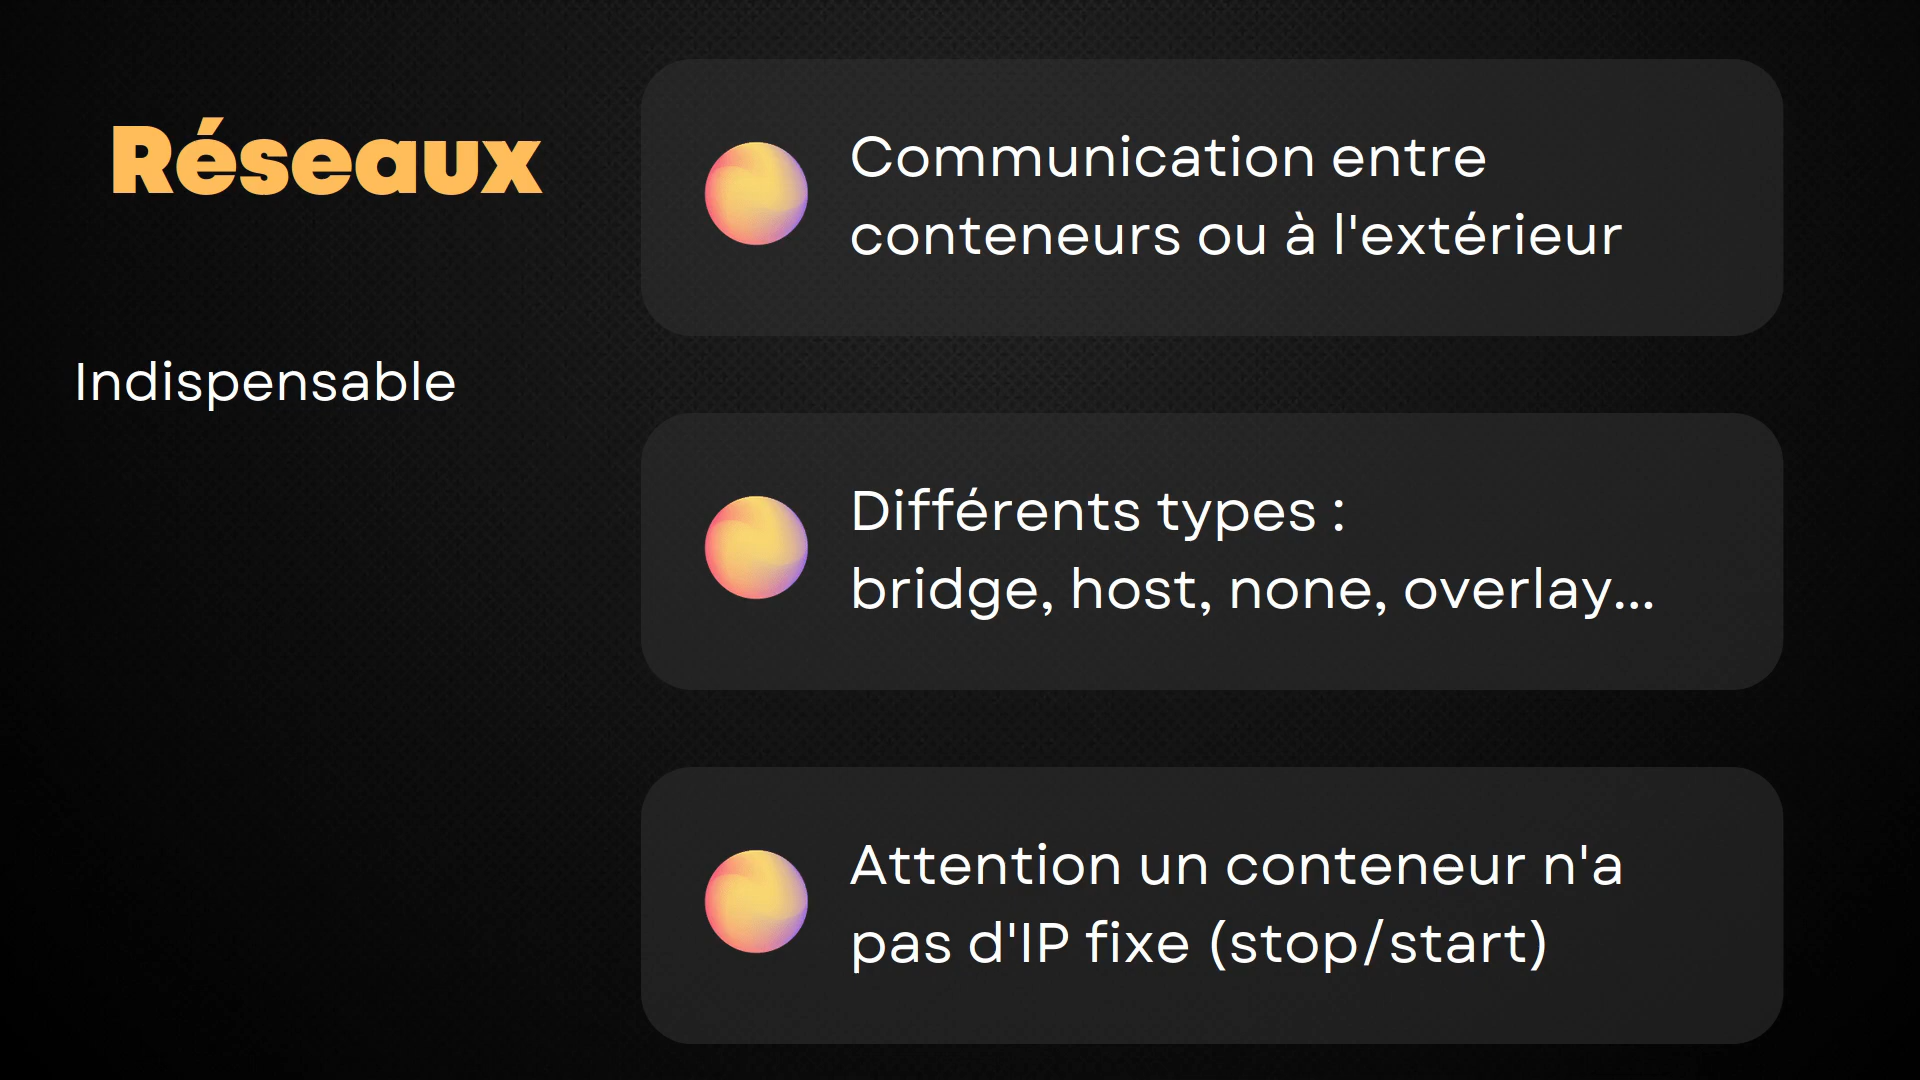 Réseaux
Indispensable
Communication entre
conteneurs ou à l'extérieur
Différents types :
bridge, host, none, overlay...
Attention un conteneur n'a
pas d'IP fixe (stop/start)